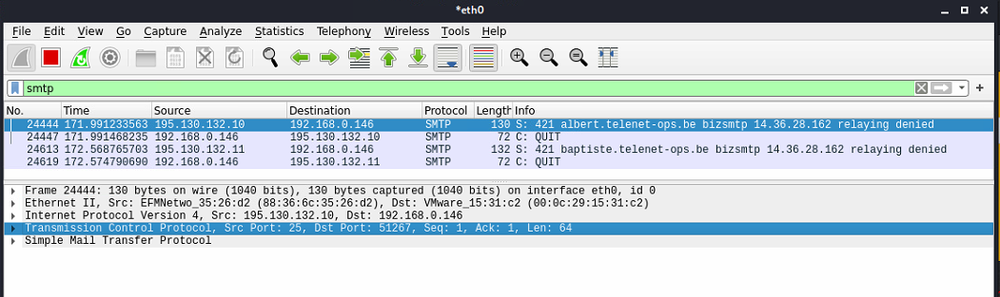 *eth0
File Edit View Go Capture Analyze Statistics Telephony Wireless Tools Help
smtp
No. Time Source Destination Protocol Length Info
24444 171.991233563 195.130.132.10 192.168.0.146 SMTP 130 S: 421 albert.telenet-ops.be bizsmtp 14.36.28.162 relaying denied
24447 171.991468235 192.168.0.146 195.130.132.10 SMTP 72 C: QUIT
24613 172.568765703 195.130.132.11 192.168.0.146 SMTP 132 S: 421 baptiste.telenet-ops.be bizsmtp 14.36.28.162 relaying denied
24619 172.574790690 192.168.0.146 195.130.132.11 SMTP 72 C: QUIT
Frame 24444: 130 bytes on wire (1040 bits), 130 bytes captured (1040 bits) on interface eth0, id 0
Ethernet II, Src: EFMNetwo_35:26:d2 (88:36:6c:35:26:d2), Dst: VMware_15:31:c2 (00:0c:29:15:31:c2)
Internet Protocol Version 4, Src: 195.130.132.10, Dst: 192.168.0.146
Transmission Control Protocol, Src Port: 25, Dst Port: 51267, Seq: 1, Ack: 1, Len: 64
Simple Mail Transfer Protocol